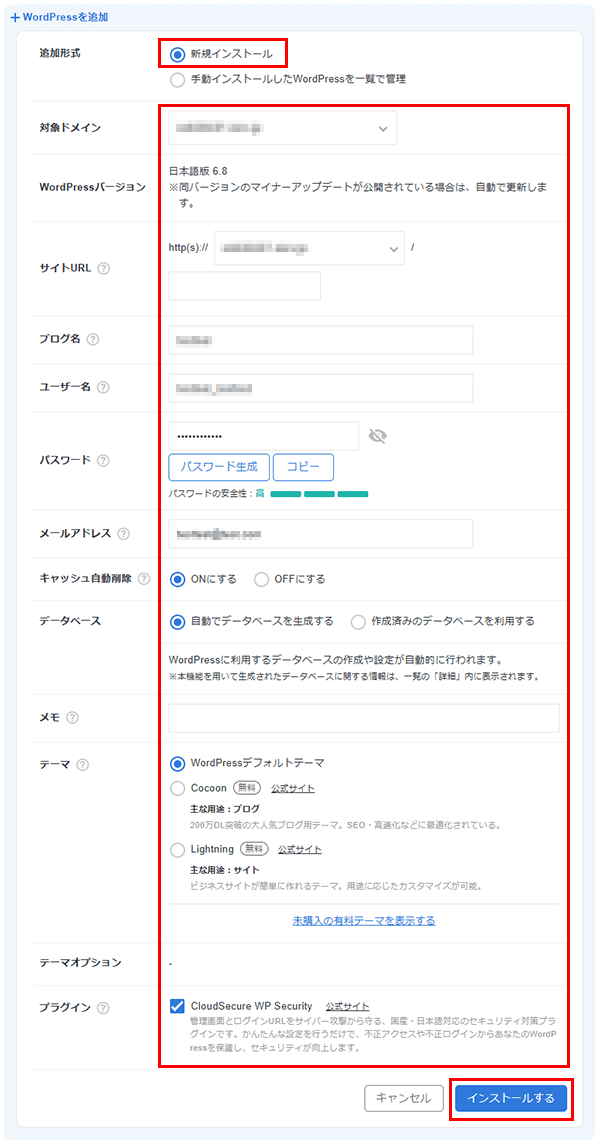 WordPressを追加
追加形式
新規インストール
手動インストールしたWordPressを一覧で管理
対象ドメイン
WordPressバージョン
日本語版 6.8
※同バージョンのマイナーアップデートが公開されている場合は、自動で更新しま
す。
サイトURL
http(s):// /
ブログ名
ユーザー名
パスワード
••••••••••••
パスワード生成 コピー
パスワードの安全性：高
メールアドレス
キャッシュ自動削除
ONにする OFFにする
データベース
自動でデータベースを生成する 作成済みのデータベースを利用する
WordPressに利用するデータベースの作成や設定が自動的に行われます。
※本機能を用いて生成されたデータベースに関する情報は、一覧の「詳細」内に表示されます。
メモ
テーマ
WordPressデフォルトテーマ
Cocoon 無料 公式サイト
主な用途：ブログ
200万DL突破の大人気ブログ用テーマ。SEO・高速化などに最適化されている。
Lightning 無料 公式サイト
主な用途：サイト
ビジネスサイトが簡単に作れるテーマ。用途に応じたカスタマイズが可能。
未購入の有料テーマを表示する
テーマオプション
-
プラグイン
CloudSecure WP Security 公式サイト
管理画面とログインURLをサイバー攻撃から守る、国産・日本語対応のセキュリティ対策プラ
グインです。かんたんな設定を行うだけで、不正アクセスや不正ログインからあなたのWordP
ressを保護し、セキュリティが向上します。
キャンセル インストールする